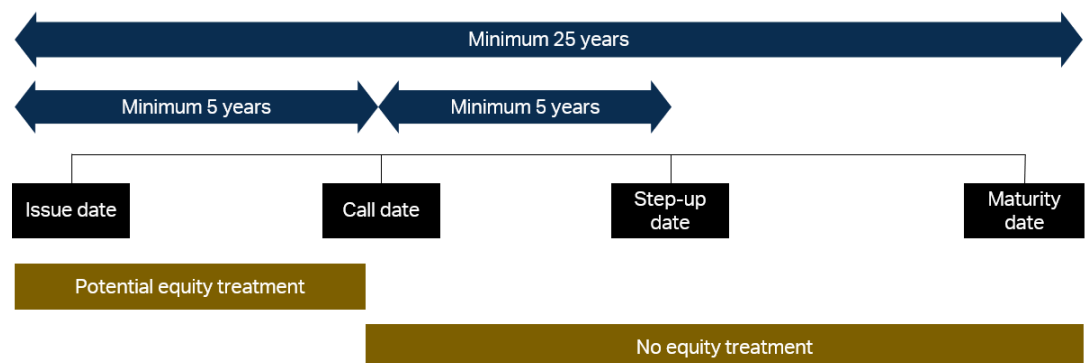 Minimum 25 years
Minimum 5 years
Minimum 5 years
Issue date
Call date
Step-up
date
Maturity
date
Potential equity treatment
No equity treatment